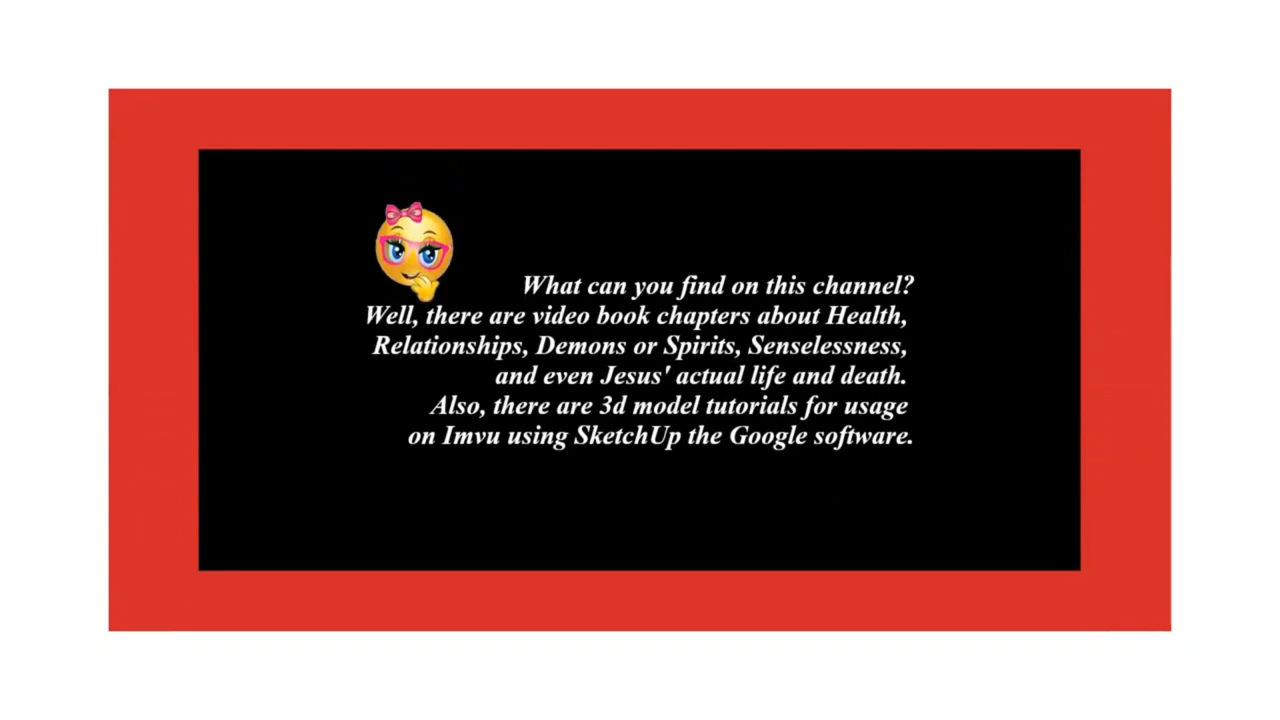 What can you find on this channel?
Well, there are video book chapters about Health,
Relationships, Demons or Spirits, Senselessness,
and even Jesus' actual life and death.
Also, there are 3d model tutorials for usage
on Imvu using SketchUp the Google software.